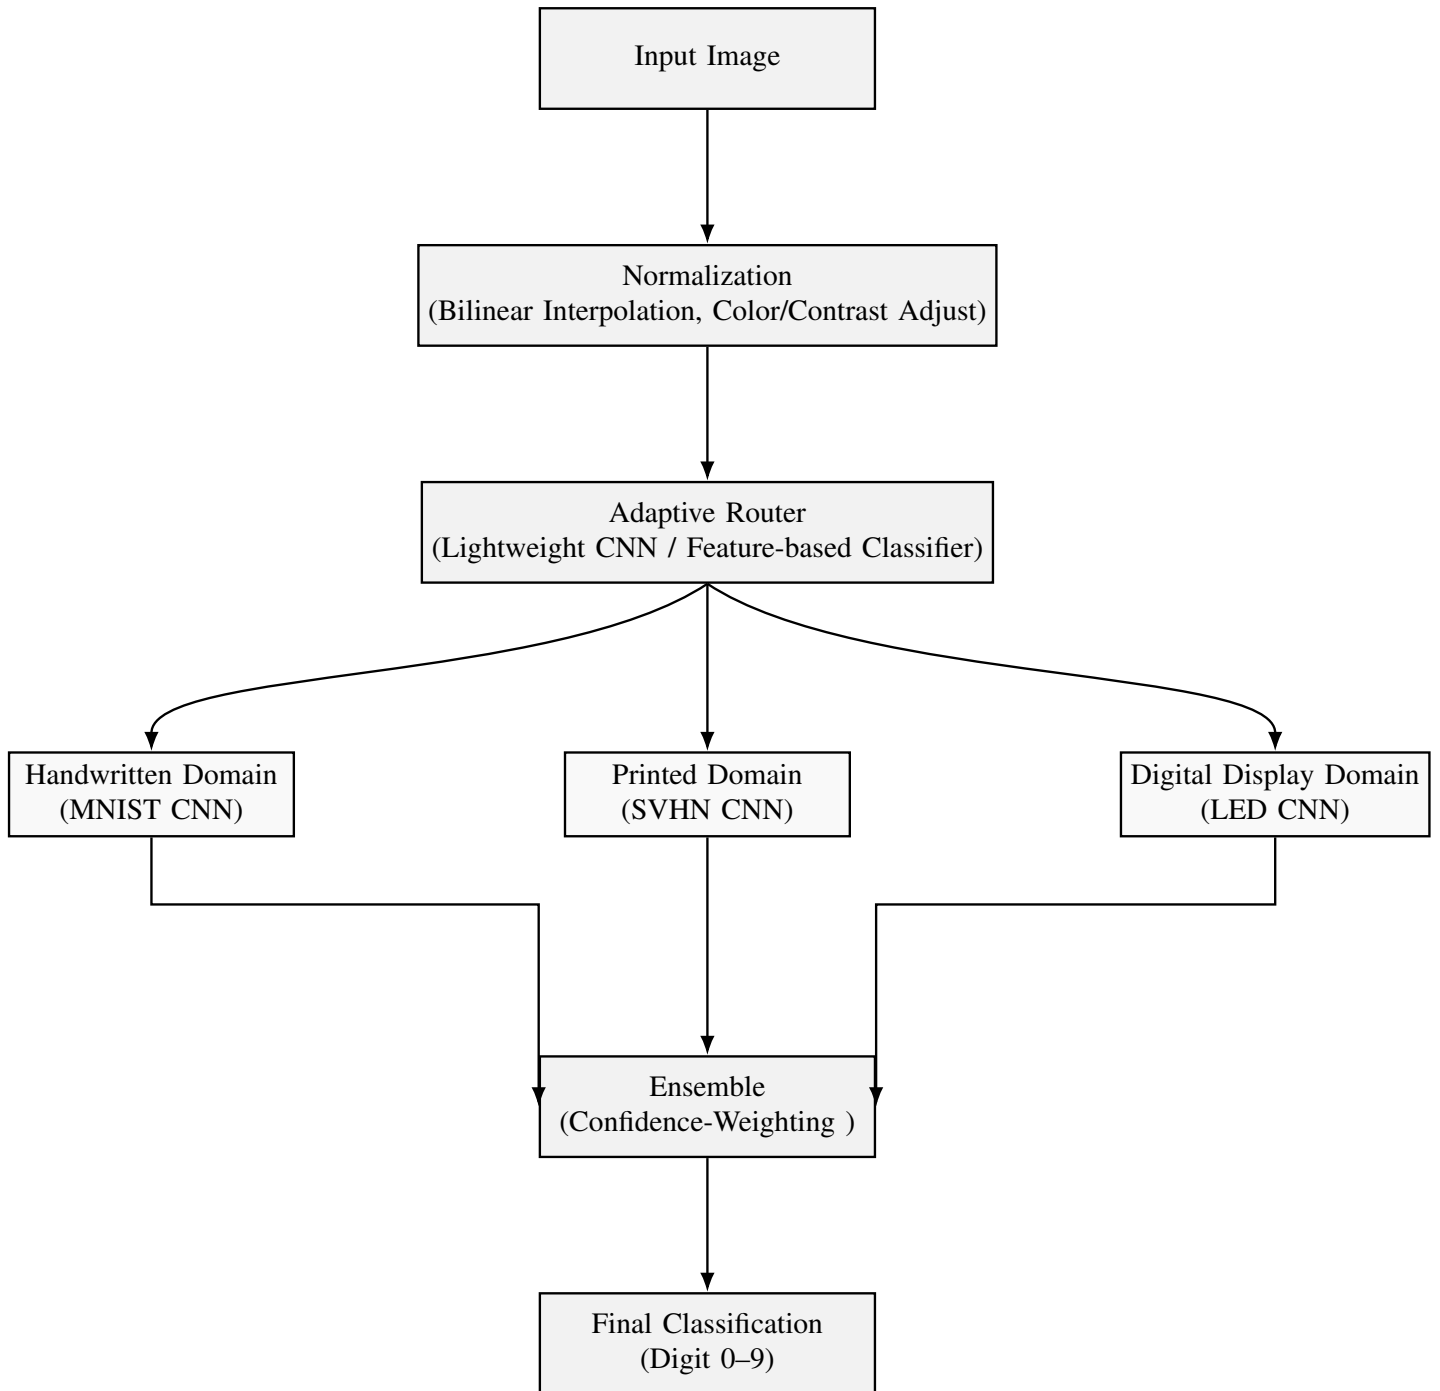 Input Image
Normalization
(Bilinear Interpolation, Color/Contrast Adjust)
Adaptive Router
(Lightweight CNN / Feature-based Classifier)
Handwritten Domain
(MNIST CNN)
Printed Domain
(SVHN CNN)
Digital Display Domain
(LED CNN)
Ensemble
(Confidence-Weighting )
Final Classification
(Digit 0–9)